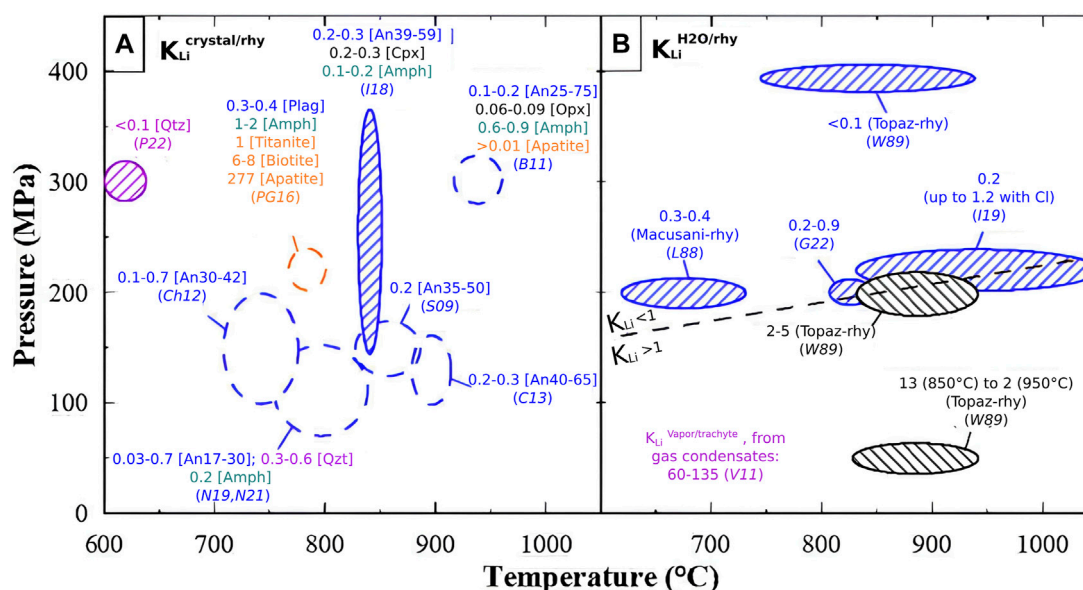 A
K_Li crystal/rhy
0.2-0.3 [An39-59]
0.2-0.3 [Cpx]
0.1-0.2 [Amph]
(I18)
0.1-0.2 [An25-75]
0.06-0.09 [Opx]
0.6-0.9 [Amph]
>0.01 [Apatite]
(B11)
0.3-0.4 [Plag]
1-2 [Amph]
1 [Titanite]
6-8 [Biotite]
277 [Apatite]
(PG16)
<0.1 [Qtz]
(P22)
0.1-0.7 [An30-42]
(Ch12)
0.2 [An35-50]
(S09)
0.2-0.3 [An40-65]
(C13)
0.03-0.7 [An17-30]; 0.3-0.6 [Qzt]
0.2 [Amph]
(N19,N21)
B
K_Li H2O/rhy
<0.1 (Topaz-rhy)
(W89)
0.2
(up to 1.2 with Cl)
(I19)
0.3-0.4
(Macusani-rhy)
(L88)
0.2-0.9
(G22)
K_Li <1
K_Li >1
2-5 (Topaz-rhy)
(W89)
13 (850°C) to 2 (950°C)
(Topaz-rhy)
(W89)
K_Li Vapor/trachyte, from
gas condensates:
60-135 (V11)
Pressure (MPa)
400
300
200
100
0
600 700 800 900 1000
700 800 900 1000
Temperature (°C)